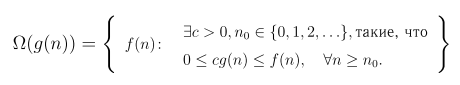 Ω(g(n)) = { f(n): ∃c > 0, n₀ ∈ {0, 1, 2, …}, такие, что
0 ≤ cg(n) ≤ f(n), ∀n ≥ n₀. }